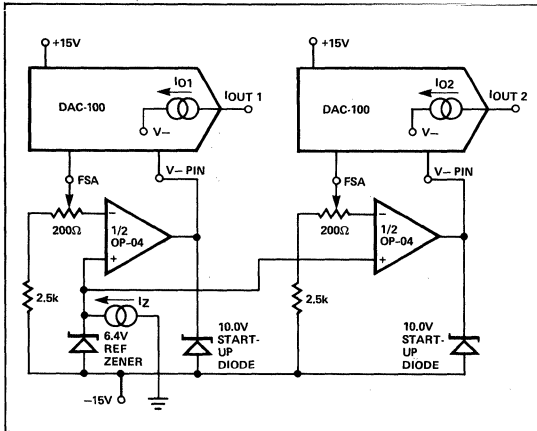 +15V
+15V
DAC-100
IO1
IOUT 1
V–
DAC-100
IO2
IOUT 2
V–
FSA
V– PIN
FSA
V– PIN
200Ω
–
1/2
OP-04
+
200Ω
–
1/2
OP-04
+
2.5k
IZ
6.4V
REF
ZENER
10.0V
START-
UP
DIODE
2.5k
10.0V
START-
UP
DIODE
–15V